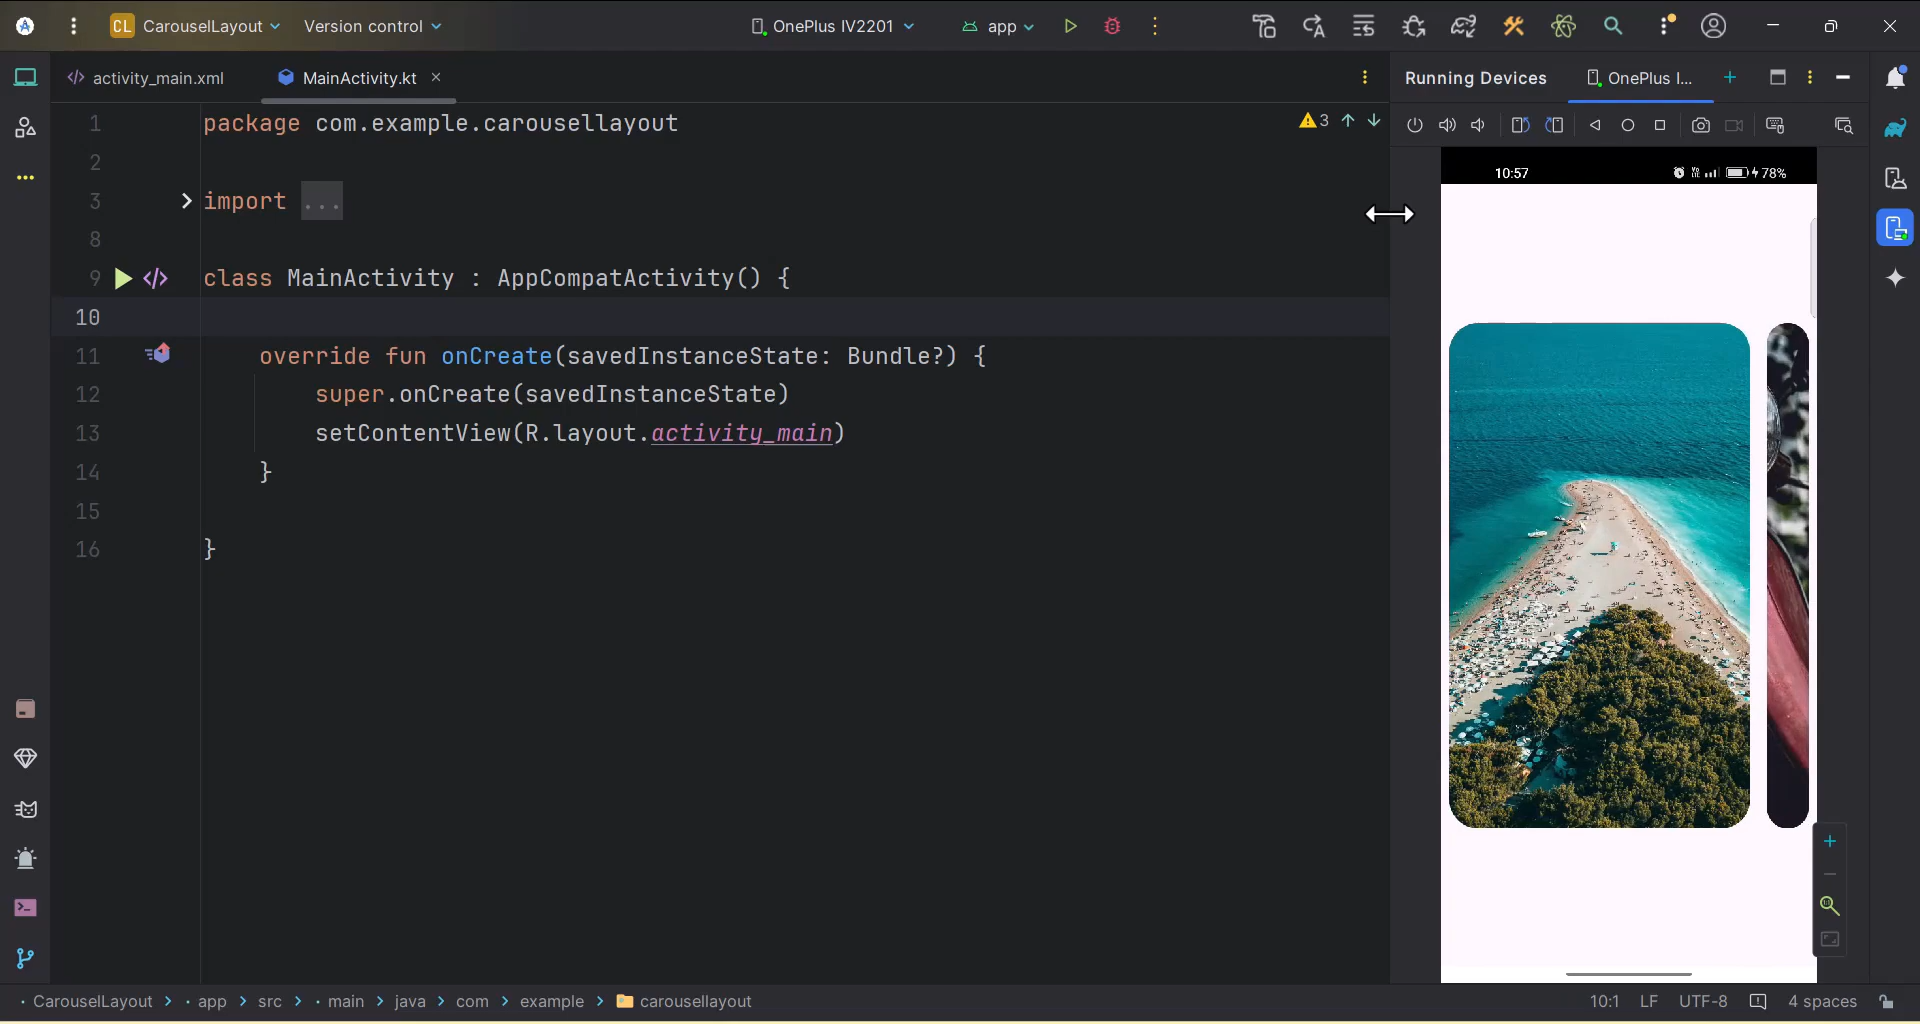 CL CarouselLayout Version control OnePlus IV2201 app
activity_main.xml MainActivity.kt Running Devices OnePlus I...
1 package com.example.carousellayout 3
2
3 import ...
8
9 class MainActivity : AppCompatActivity() {
10
11 override fun onCreate(savedInstanceState: Bundle?) {
12 super.onCreate(savedInstanceState)
13 setContentView(R.layout.activity_main)
14 }
15
16 }
10:57 78%
CarouselLayout app src main java com example carousellayout 10:1 LF UTF-8 4 spaces